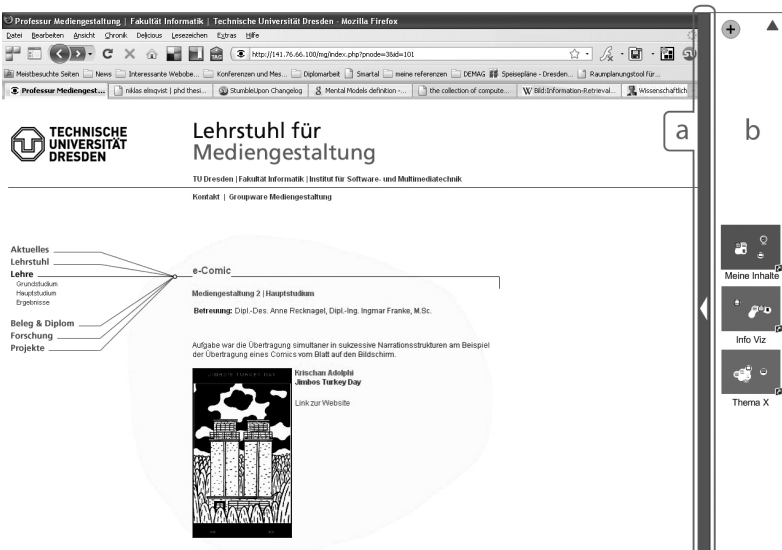 Professur Mediengestaltung | Fakultät Informatik | Technische Universität Dresden - Mozilla Firefox
Datei Bearbeiten Ansicht Chronik Delicious Lesezeichen Extras Hilfe
http://141.76.66.100/mg/index.php?pnode=38&id=101
Meistbesuchte Seiten News Interessante Webobe... Konferenzen und Mes... Diplomarbeit Smartal meine referenzen DEMAG Speisepläne - Dresden... Raumplanungstool für...
Professur Mediengest... niklas elmqvist | phd thesi... StumbleUpon Changelog Mental Models definition -... the collection of compute... Bild:Information-Retrieval... Wissenschaftlich
a
b
TECHNISCHE
UNIVERSITÄT
DRESDEN
Lehrstuhl für
Mediengestaltung
TU Dresden | Fakultät Informatik | Institut für Software- und Multimediatechnik
Kontakt | Groupware Mediengestaltung
Aktuelles
Lehrstuhl
Lehre
Grundstudium
Hauptstudium
Ergebnisse
Beleg & Diplom
Forschung
Projekte
e-Comic
Mediengestaltung 2 | Hauptstudium
Betreuung: Dipl.-Des. Anne Recknagel, Dipl.-Ing. Ingmar Franke, M.Sc.
Aufgabe war die Übertragung simultaner in sukzessive Narrationsstrukturen am Beispiel
der Übertragung eines Comics vom Blatt auf den Bildschirm.
JIMBOS TURKEY DAY
Krischan Adolphi
Jimbos Turkey Day
Link zur Website
Meine Inhalte
Info Viz
Thema X